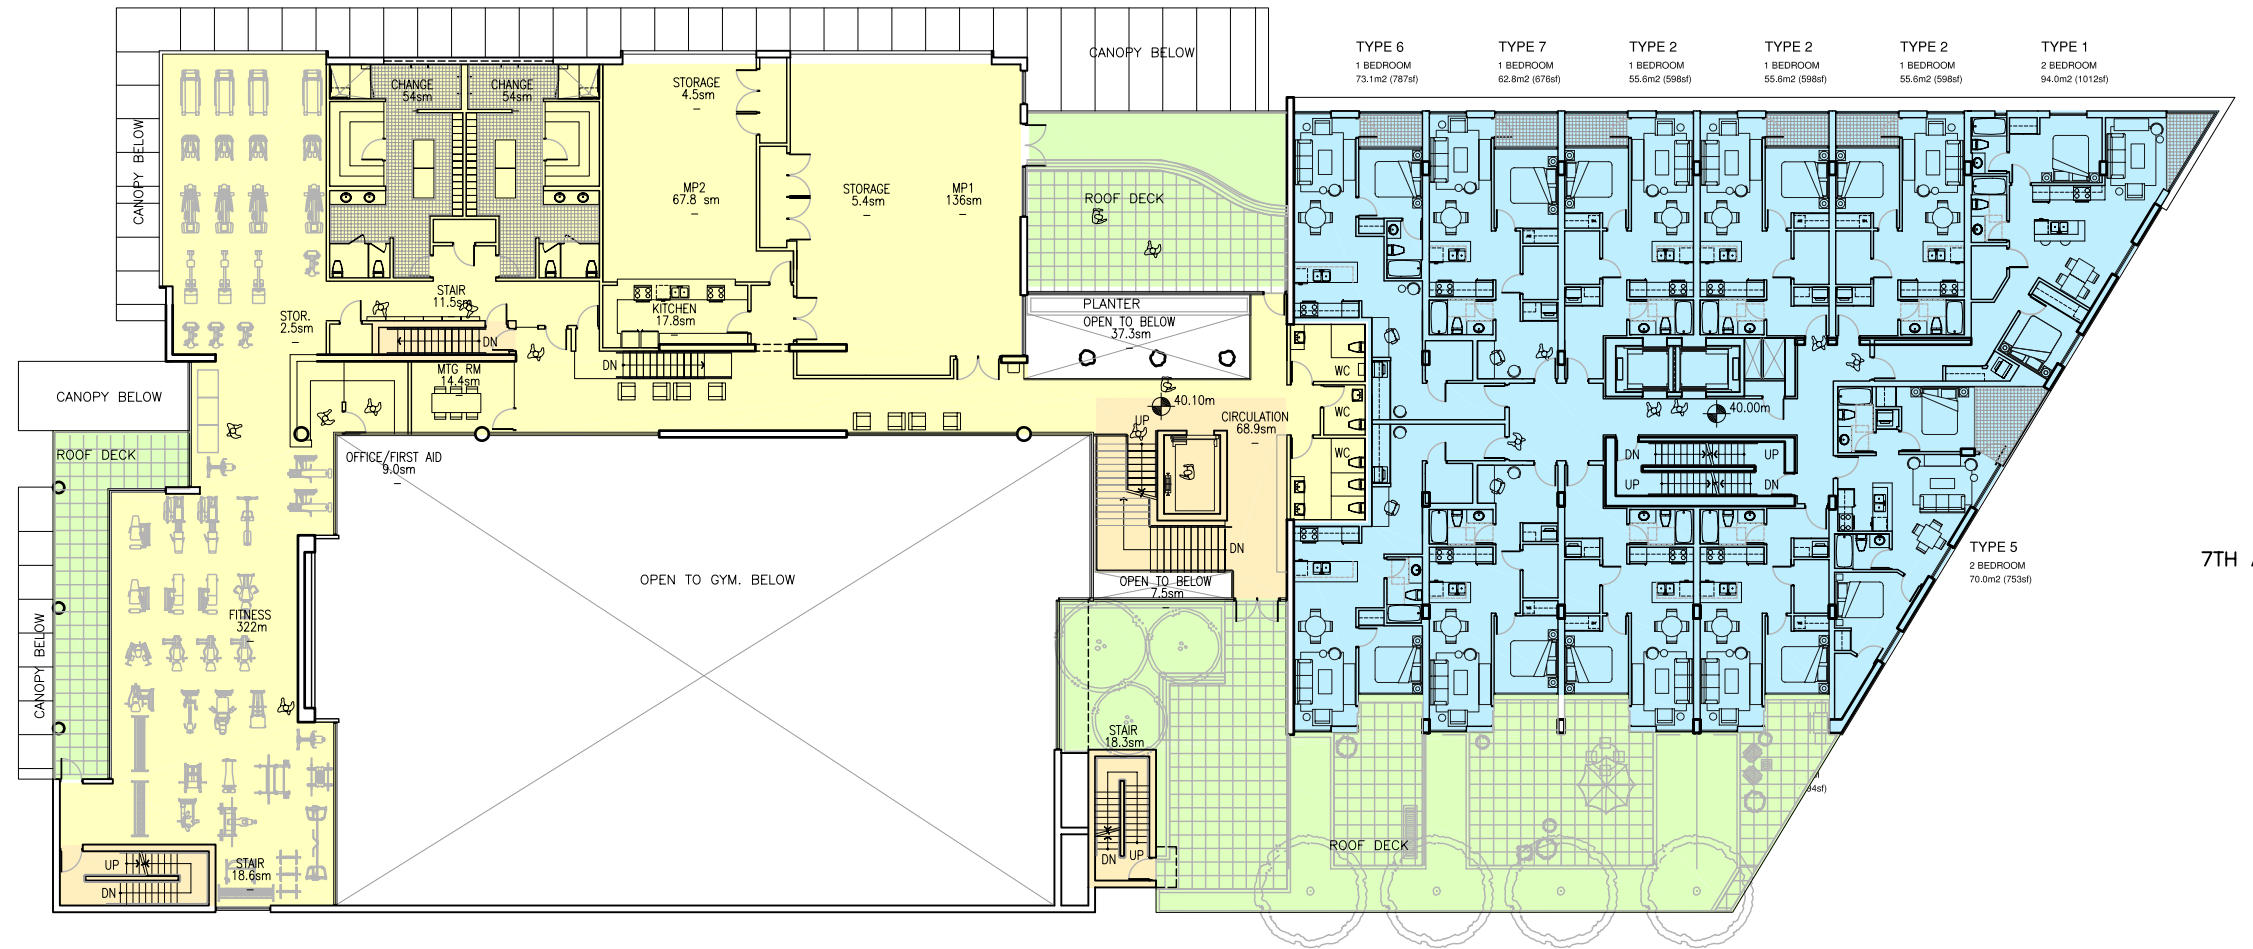 TYPE 6
1 BEDROOM
73.1m2 (787sf)
TYPE 7
1 BEDROOM
62.8m2 (676sf)
TYPE 2
1 BEDROOM
55.6m2 (598sf)
TYPE 2
1 BEDROOM
55.6m2 (598sf)
TYPE 2
1 BEDROOM
55.6m2 (598sf)
TYPE 1
2 BEDROOM
94.0m2 (1012sf)
CANOPY BELOW
CANOPY BELOW
CHANGE
54sm
CHANGE
54sm
STORAGE
4.5sm
MP2
67.8 sm
STORAGE
5.4sm
MP1
136sm
ROOF DECK
STAIR
11.5sm
STOR.
2.5sm
DN
KITCHEN
17.8sm
DN
PLANTER
OPEN TO BELOW
37.3sm
MTG RM
14.4sm
WC
WC
WC
CANOPY BELOW
40.10m
CIRCULATION
68.9sm
UP
40.00m
ROOF DECK
OFFICE/FIRST AID
9.0sm
DN
UP
UP
DN
DN
OPEN TO GYM. BELOW
OPEN TO BELOW
7.5sm
TYPE 5
2 BEDROOM
70.0m2 (753sf)
7TH
FITNESS
322m
CANOPY BELOW
STAIR
18.3sm
DN
UP
94sf)
ROOF DECK
UP
DN
STAIR
18.6sm